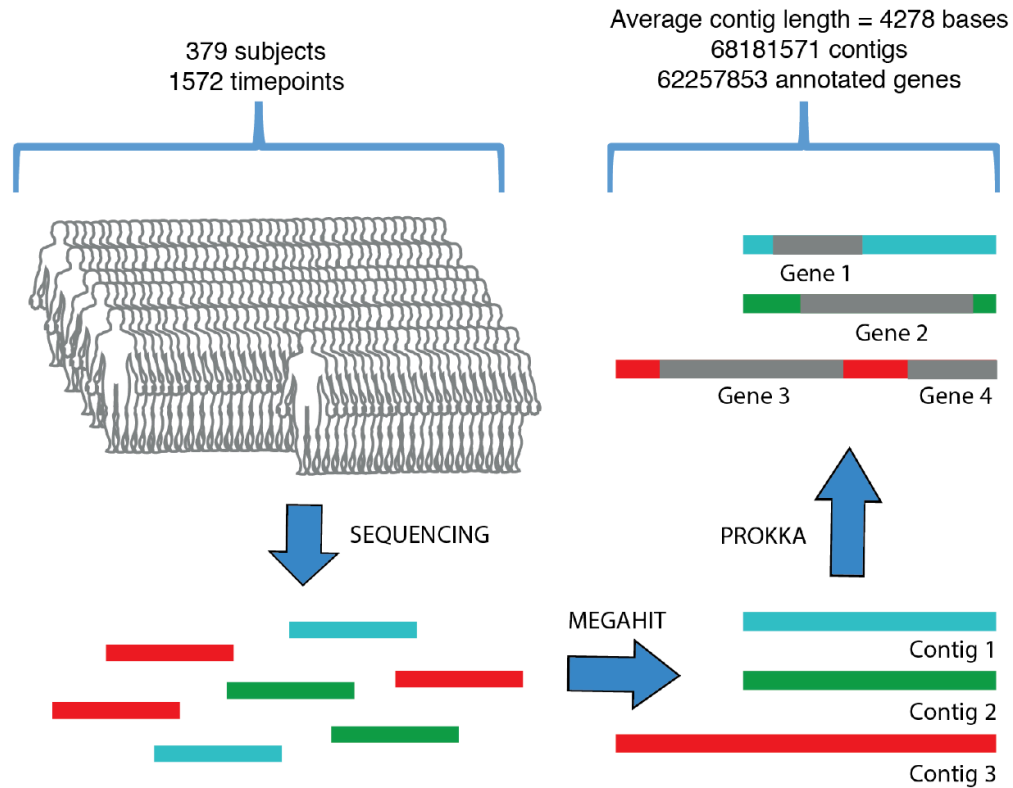 379 subjects
1572 timepoints
Average contig length = 4278 bases
68181571 contigs
62257853 annotated genes
Gene 1
Gene 2
Gene 3
Gene 4
SEQUENCING
PROKKA
MEGAHIT
Contig 1
Contig 2
Contig 3